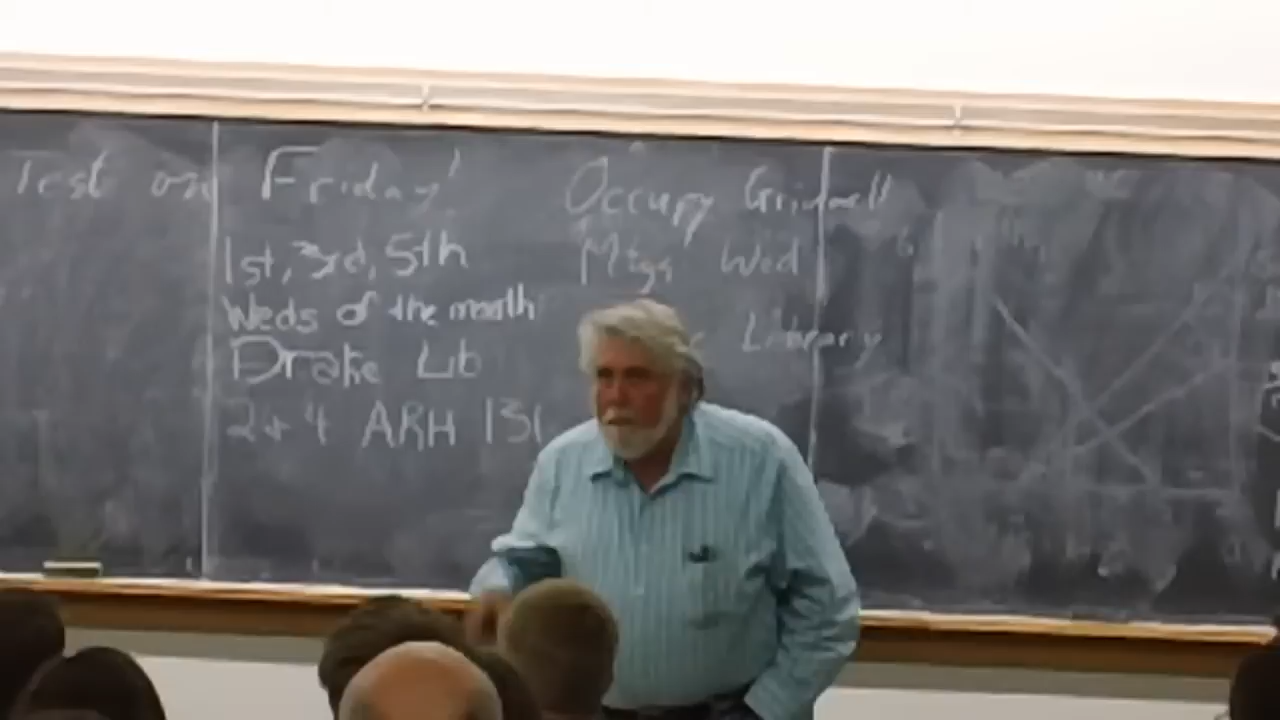 Test on Friday!
1st, 3rd, 5th
Weds of the month
Drake Lib
2+4 ARH 131
Occupy Grinnell
Mtgs Wed
Library